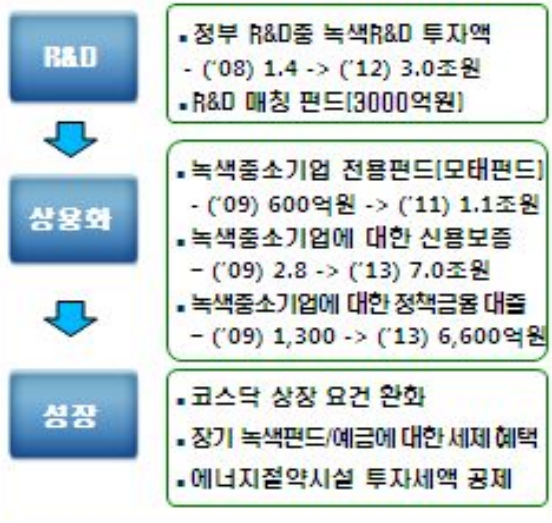 R&D
▪ 정부 R&D중 녹색R&D 투자액
- ('08) 1.4 -> ('12) 3.0조원
▪ R&D 매칭 펀드(3000억원)
상용화
▪ 녹색중소기업 전용펀드(모태펀드)
- ('09) 600억원 -> ('11) 1.1조원
▪ 녹색중소기업에 대한 신용보증
– ('09) 2.8 -> ('13) 7.0조원
▪ 녹색중소기업에 대한 정책금융 대출
– ('09) 1,300 -> ('13) 6,600억원
성장
▪ 코스닥 상장 요건 완화
▪ 장기 녹색펀드/예금에 대한 세제 혜택
▪ 에너지절약시설 투자세액 공제